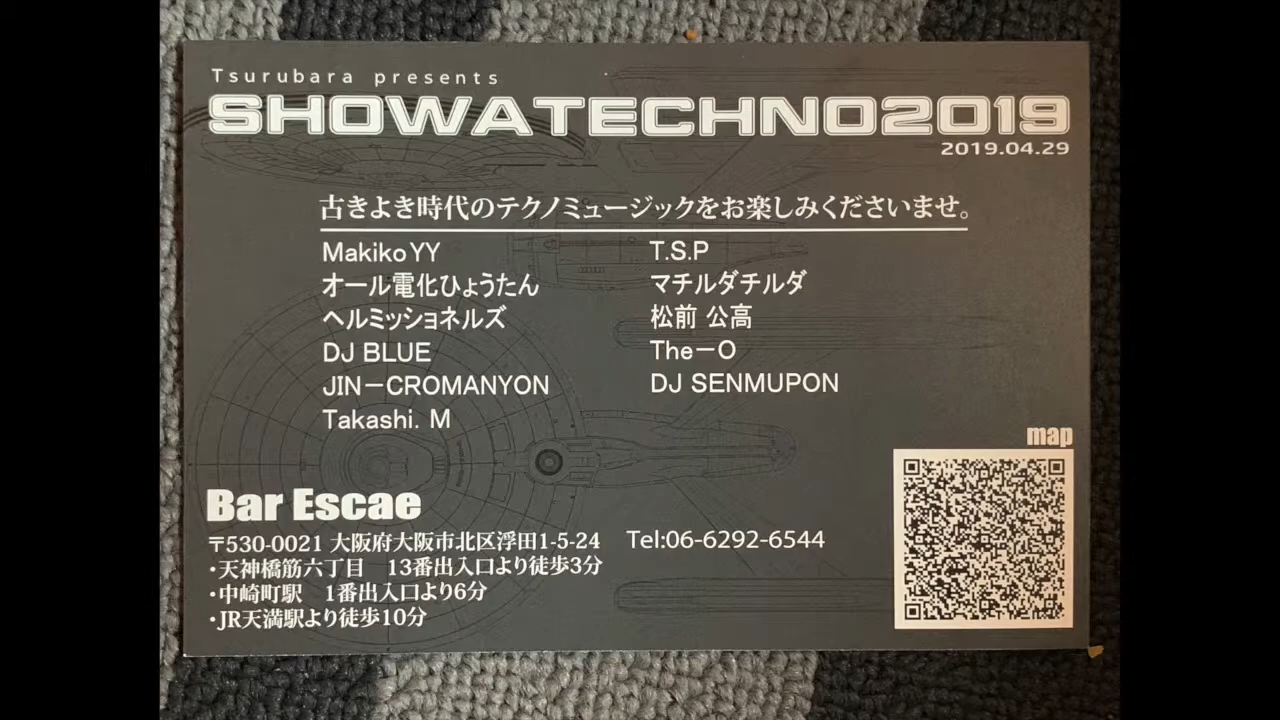 Tsurubara presents
SHOWATECHNO2019
2019.04.29
古きよき時代のテクノミュージックをお楽しみくださいませ。
Makiko YY
オール電化ひょうたん
ヘルミッショネルズ
DJ BLUE
JIN－CROMANYON
Takashi. M
T.S.P
マチルダチルダ
松前 公高
The－O
DJ SENMUPON
map
Bar Escae
〒530-0021 大阪府大阪市北区浮田1-5-24　Tel:06-6292-6544
・天神橋筋六丁目　13番出入口より徒歩3分
・中崎町駅　1番出入口より6分
・JR天満駅より徒歩10分